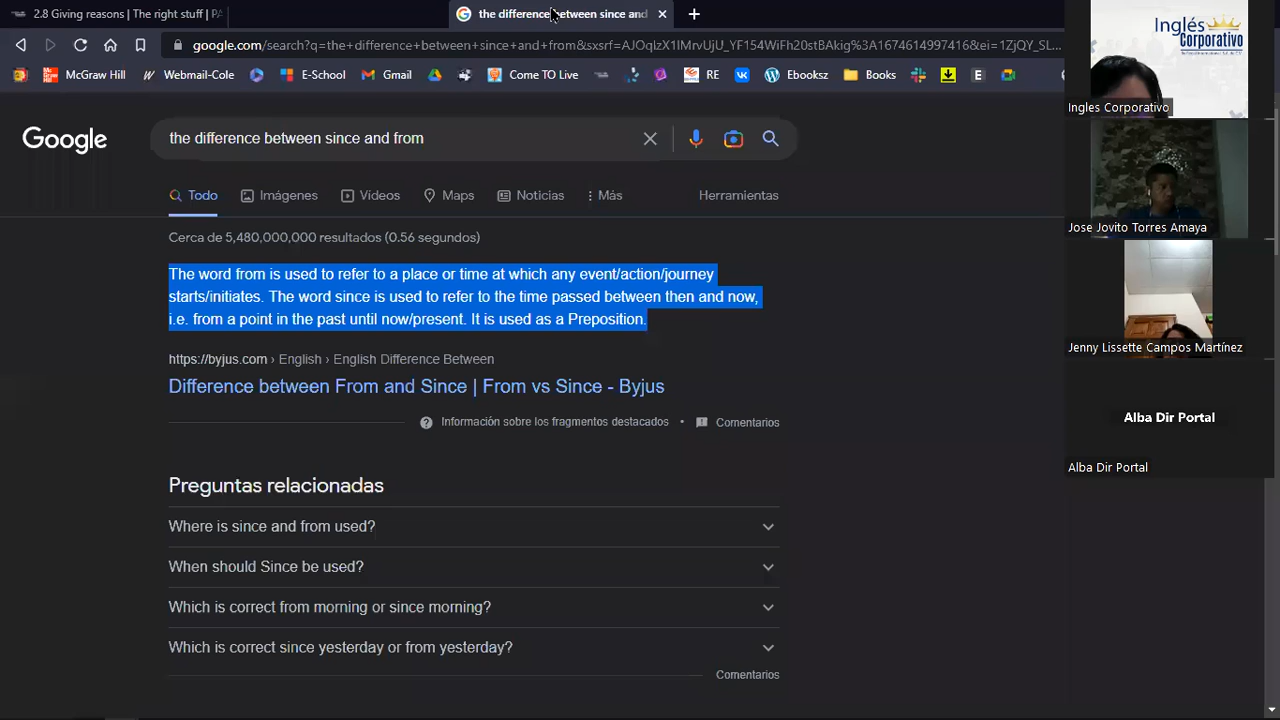 2.8 Giving reasons | The right stuff | PA
the difference between since and
google.com/search?q=the+difference+between+since+and+from&sxsrf=AJOqlzX1lMrvUjU_YF154WiFh20stBAkig%3A1674614997416&ei=1ZjQY_SL...
McGraw Hill
Webmail-Cole
E-School
Gmail
Come TO Live
RE
Ebooksz
Books
E
Google
the difference between since and from
Todo
Imágenes
Videos
Maps
Noticias
Más
Herramientas
Cerca de 5,480,000,000 resultados (0.56 segundos)
The word from is used to refer to a place or time at which any event/action/journey
starts/initiates. The word since is used to refer to the time passed between then and now,
i.e. from a point in the past until now/present. It is used as a Preposition.
https://byjus.com › English › English Difference Between
Difference between From and Since | From vs Since - Byjus
Información sobre los fragmentos destacados
• Comentarios
Preguntas relacionadas
Where is since and from used?
When should Since be used?
Which is correct from morning or since morning?
Which is correct since yesterday or from yesterday?
Comentarios
Inglés
Corporativo
Ingles Corporativo
Jose Jovito Torres Amaya
Jenny Lissette Campos Martínez
Alba Dir Portal
Alba Dir Portal